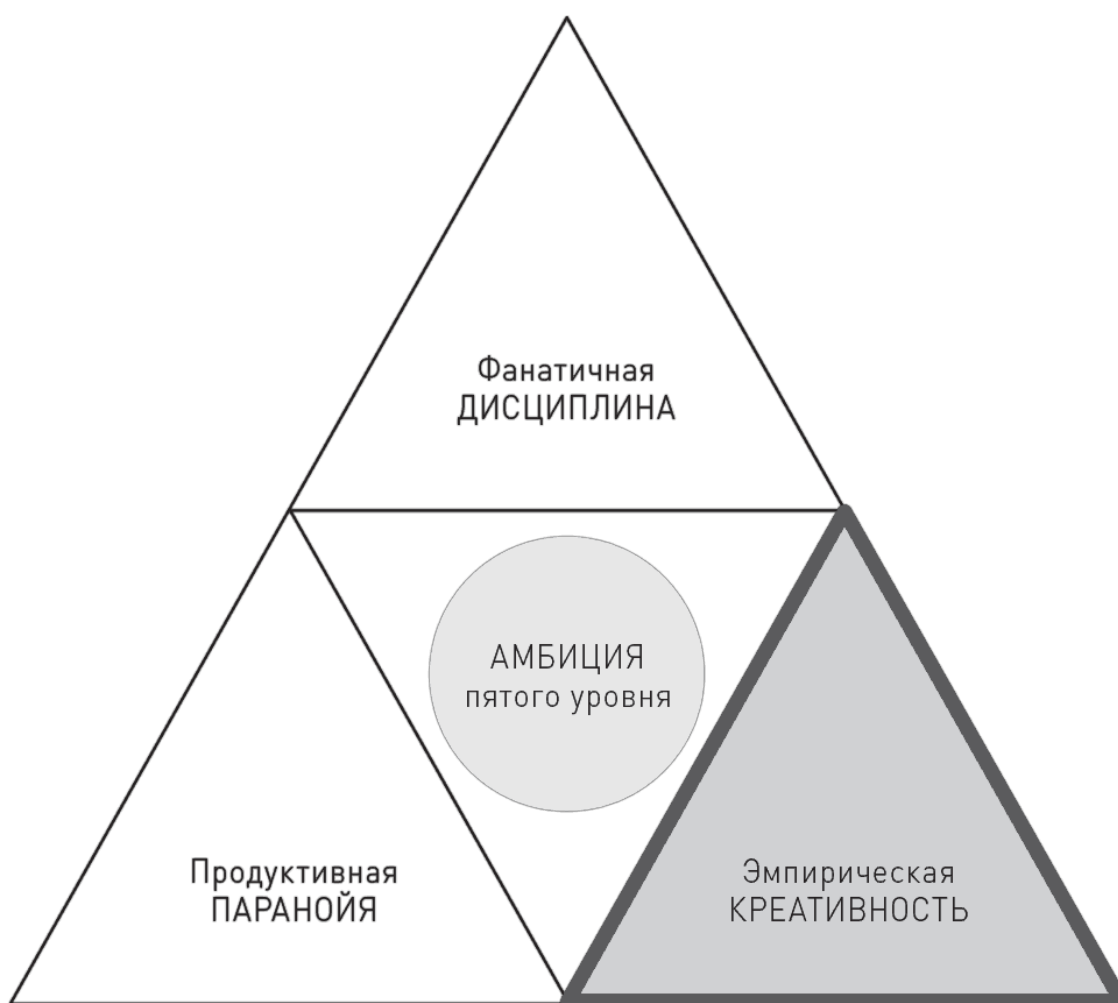 Фанатичная
ДИСЦИПЛИНА
АМБИЦИЯ
пятого уровня
Продуктивная
ПАРАНОЙЯ
Эмпирическая
КРЕАТИВНОСТЬ